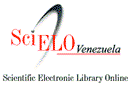 SciELO Venezuela
Scientific Electronic Library Online